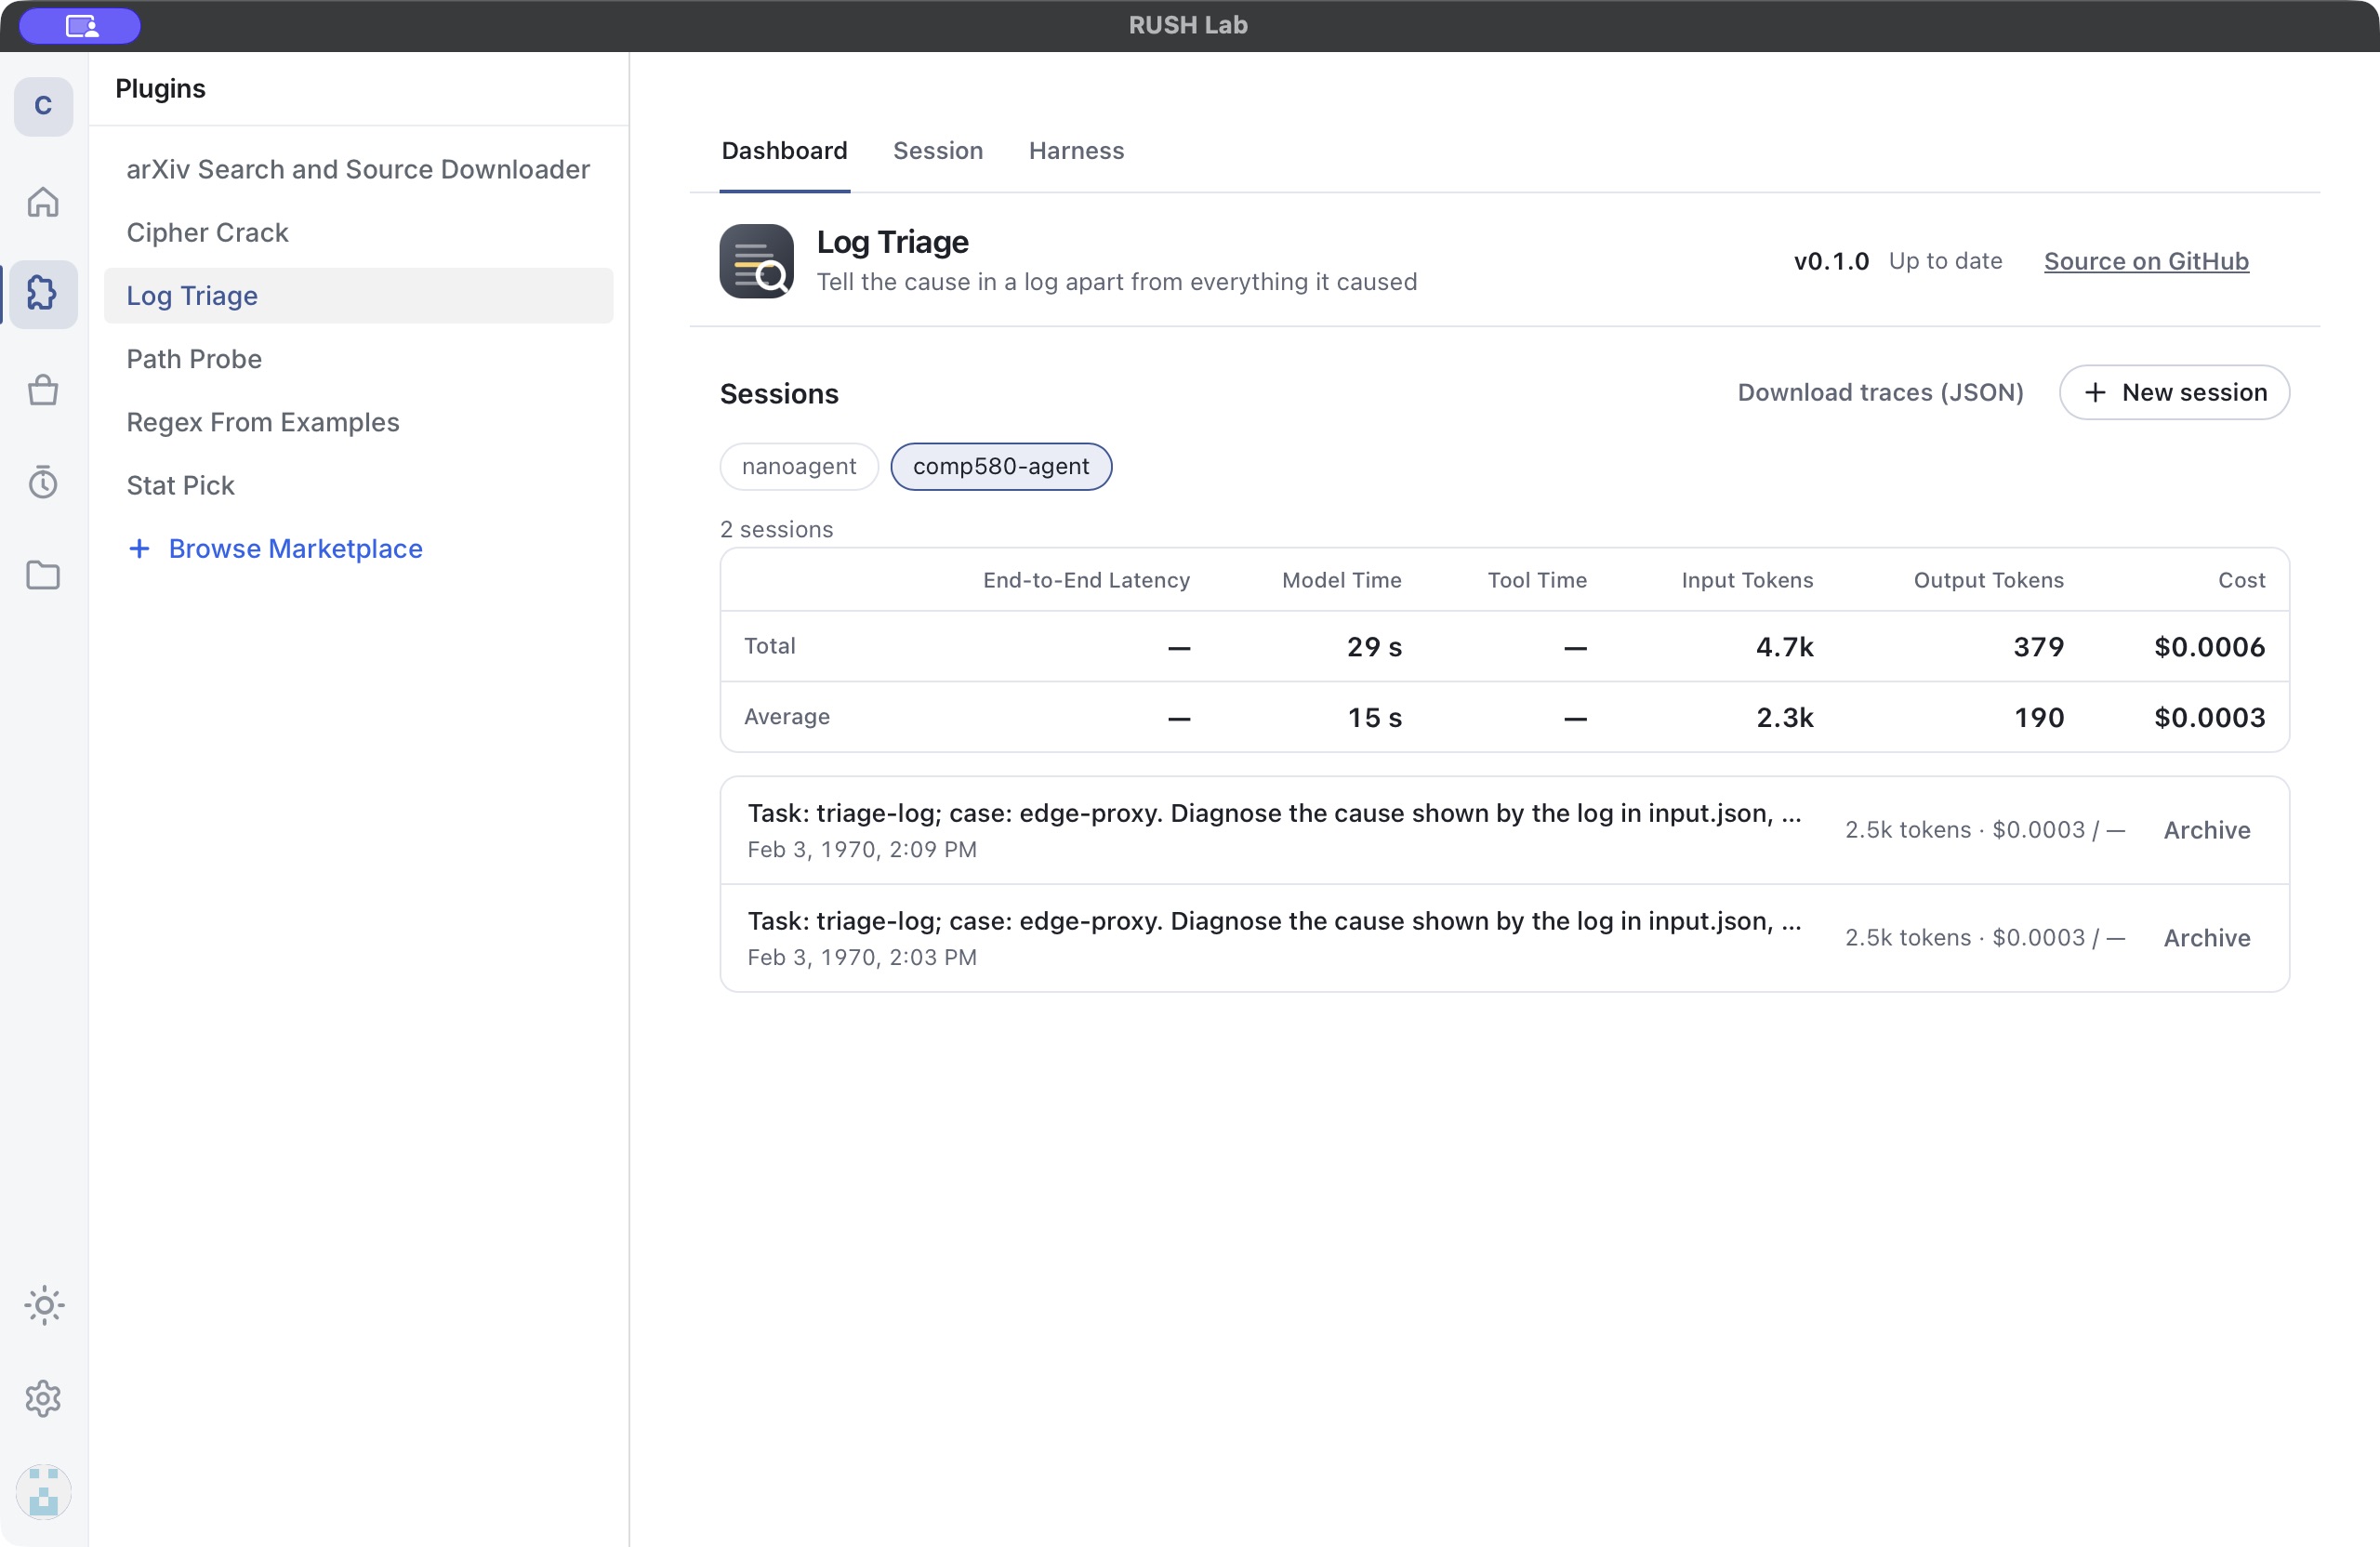 RUSH Lab
C
Plugins
arXiv Search and Source Downloader
Cipher Crack
Log Triage
Path Probe
Regex From Examples
Stat Pick
+ Browse Marketplace
Dashboard Session Harness
Log Triage
Tell the cause in a log apart from everything it caused
v0.1.0 Up to date Source on GitHub
Sessions
Download traces (JSON) + New session
nanoagent comp580-agent
2 sessions
End-to-End Latency Model Time Tool Time Input Tokens Output Tokens Cost
Total — 29 s — 4.7k 379 $0.0006
Average — 15 s — 2.3k 190 $0.0003
Task: triage-log; case: edge-proxy. Diagnose the cause shown by the log in input.json, ...
Feb 3, 1970, 2:09 PM
2.5k tokens · $0.0003 / — Archive
Task: triage-log; case: edge-proxy. Diagnose the cause shown by the log in input.json, ...
Feb 3, 1970, 2:03 PM
2.5k tokens · $0.0003 / — Archive